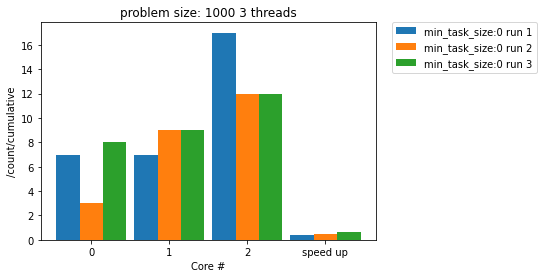 problem size: 1000 3 threads
min_task_size:0 run 1
min_task_size:0 run 2
min_task_size:0 run 3
/count/cumulative
16
14
12
10
8
6
4
2
0
0 1 2 speed up
Core #